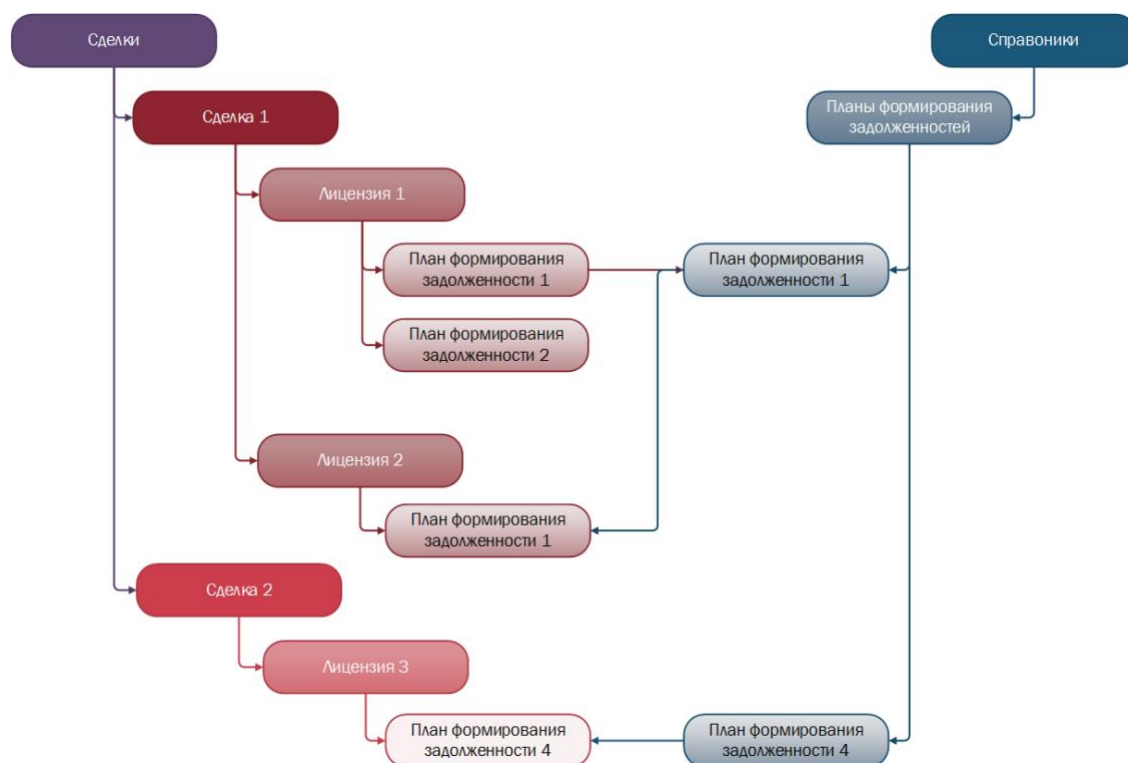 Сделки
Справоники
Сделка 1
Планы формирования
задолженностей
Лицензия 1
План формирования
задолженности 1
План формирования
задолженности 1
План формирования
задолженности 2
Лицензия 2
План формирования
задолженности 1
Сделка 2
Лицензия 3
План формирования
задолженности 4
План формирования
задолженности 4